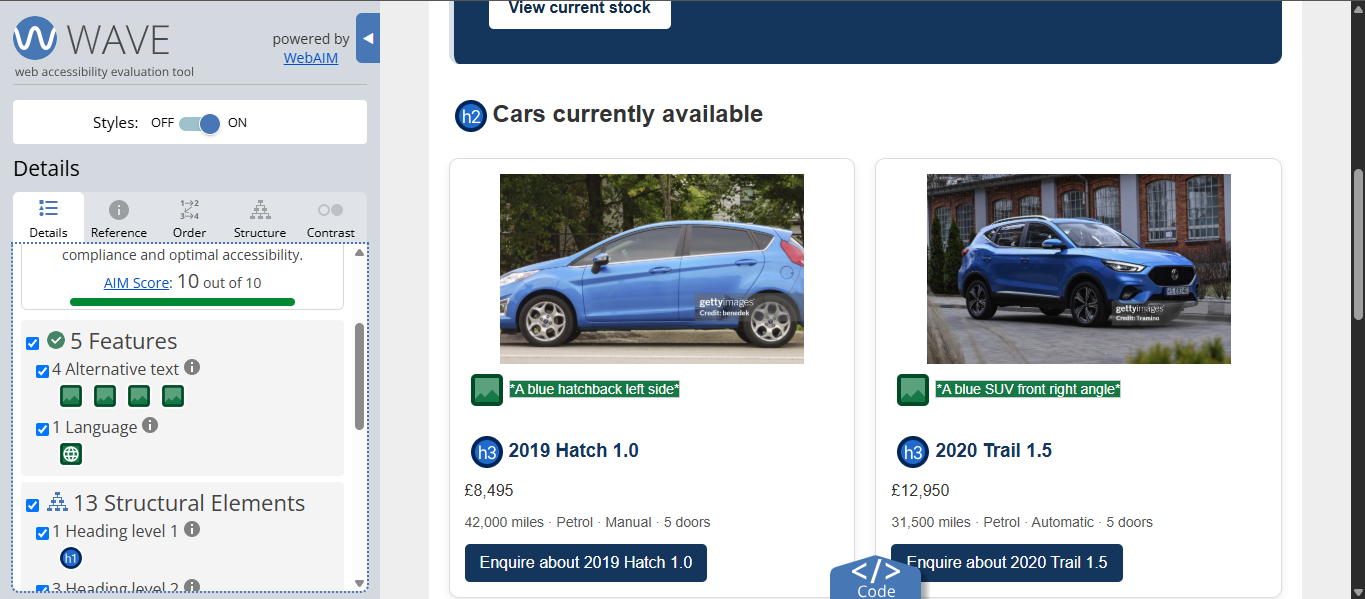 WAVE
web accessibility evaluation tool
powered by
WebAIM
Styles: OFF ON
Details
Details Reference Order Structure Contrast
compliance and optimal accessibility.
AIM Score: 10 out of 10
5 Features
4 Alternative text
1 Language
13 Structural Elements
1 Heading level 1
h1
3 Heading level 2
View current stock
h2 Cars currently available
gettyimages
Credit: benedek
*A blue hatchback left side*
h3 2019 Hatch 1.0
£8,495
42,000 miles · Petrol · Manual · 5 doors
Enquire about 2019 Hatch 1.0
gettyimages
Credit: Tramino
*A blue SUV front right angle*
h3 2020 Trail 1.5
£12,950
31,500 miles · Petrol · Automatic · 5 doors
Enquire about 2020 Trail 1.5
</> Code